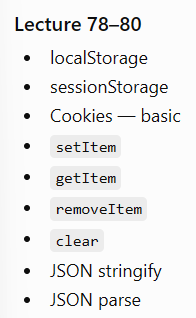 Lecture 78–80
• localStorage
• sessionStorage
• Cookies — basic
• setItem
• getItem
• removeItem
• clear
• JSON stringify
• JSON parse